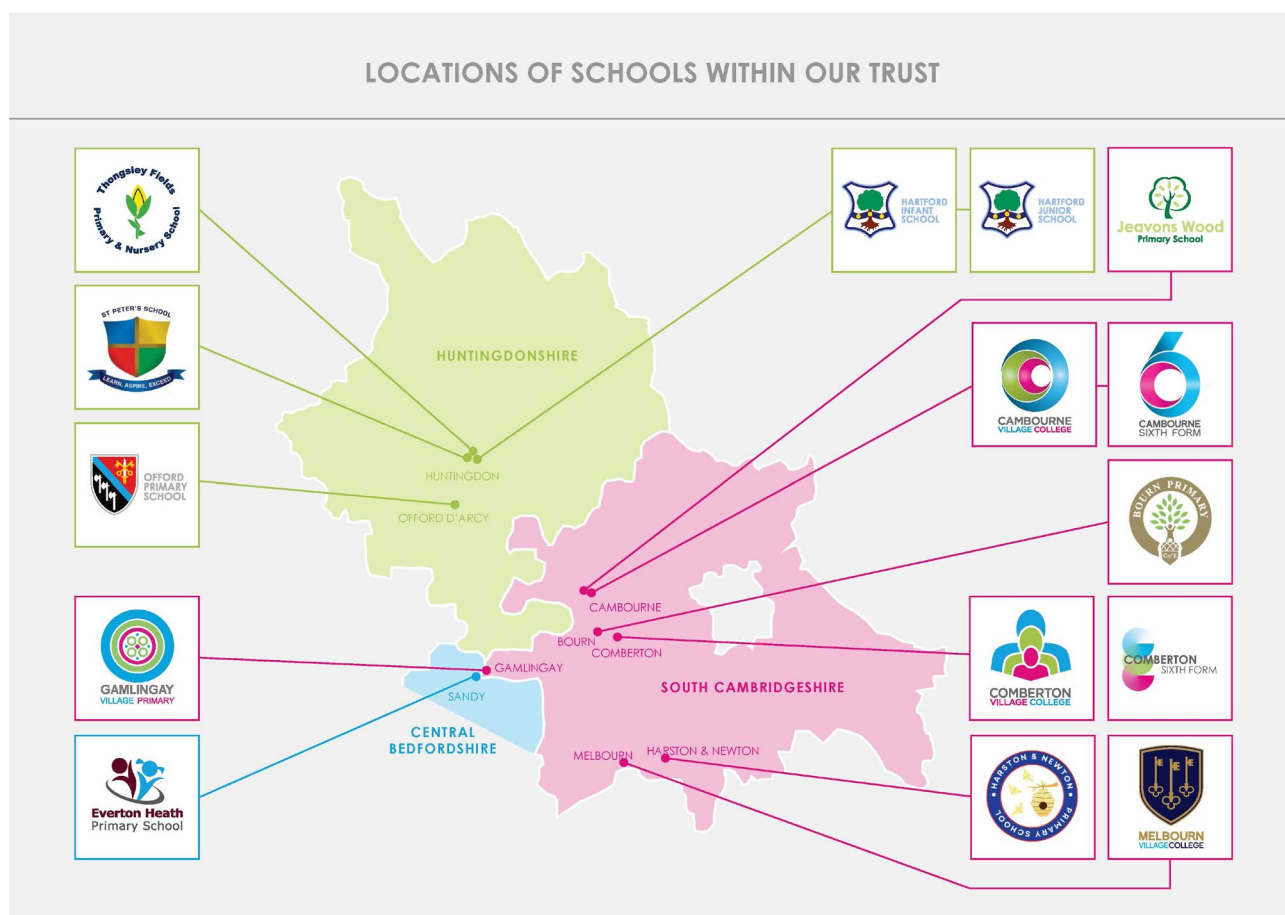 LOCATIONS OF SCHOOLS WITHIN OUR TRUST
Thongsley Fields
Primary & Nursery School
HARTFORD
INFANT
SCHOOL
HARTFORD
JUNIOR
SCHOOL
Jeavons Wood
Primary School
ST PETER'S SCHOOL
LEARN, ASPIRE, EXCEED
HUNTINGDONSHIRE
CAMBOURNE
VILLAGE COLLEGE
6
CAMBOURNE
SIXTH FORM
OFFORD
PRIMARY
SCHOOL
HUNTINGDON
OFFORD D'ARCY
BOURN PRIMARY
CofE
CAMBOURNE
BOURN
COMBERTON
GAMLINGAY
VILLAGE PRIMARY
GAMLINGAY
SANDY
SOUTH CAMBRIDGESHIRE
COMBERTON
VILLAGE COLLEGE
COMBERTON
SIXTH FORM
CENTRAL
BEDFORDSHIRE
Everton Heath
Primary School
MELBOURN
HARSTON & NEWTON
HARSTON & NEWTON
PRIMARY SCHOOL
MELBOURN
VILLAGECOLLEGE